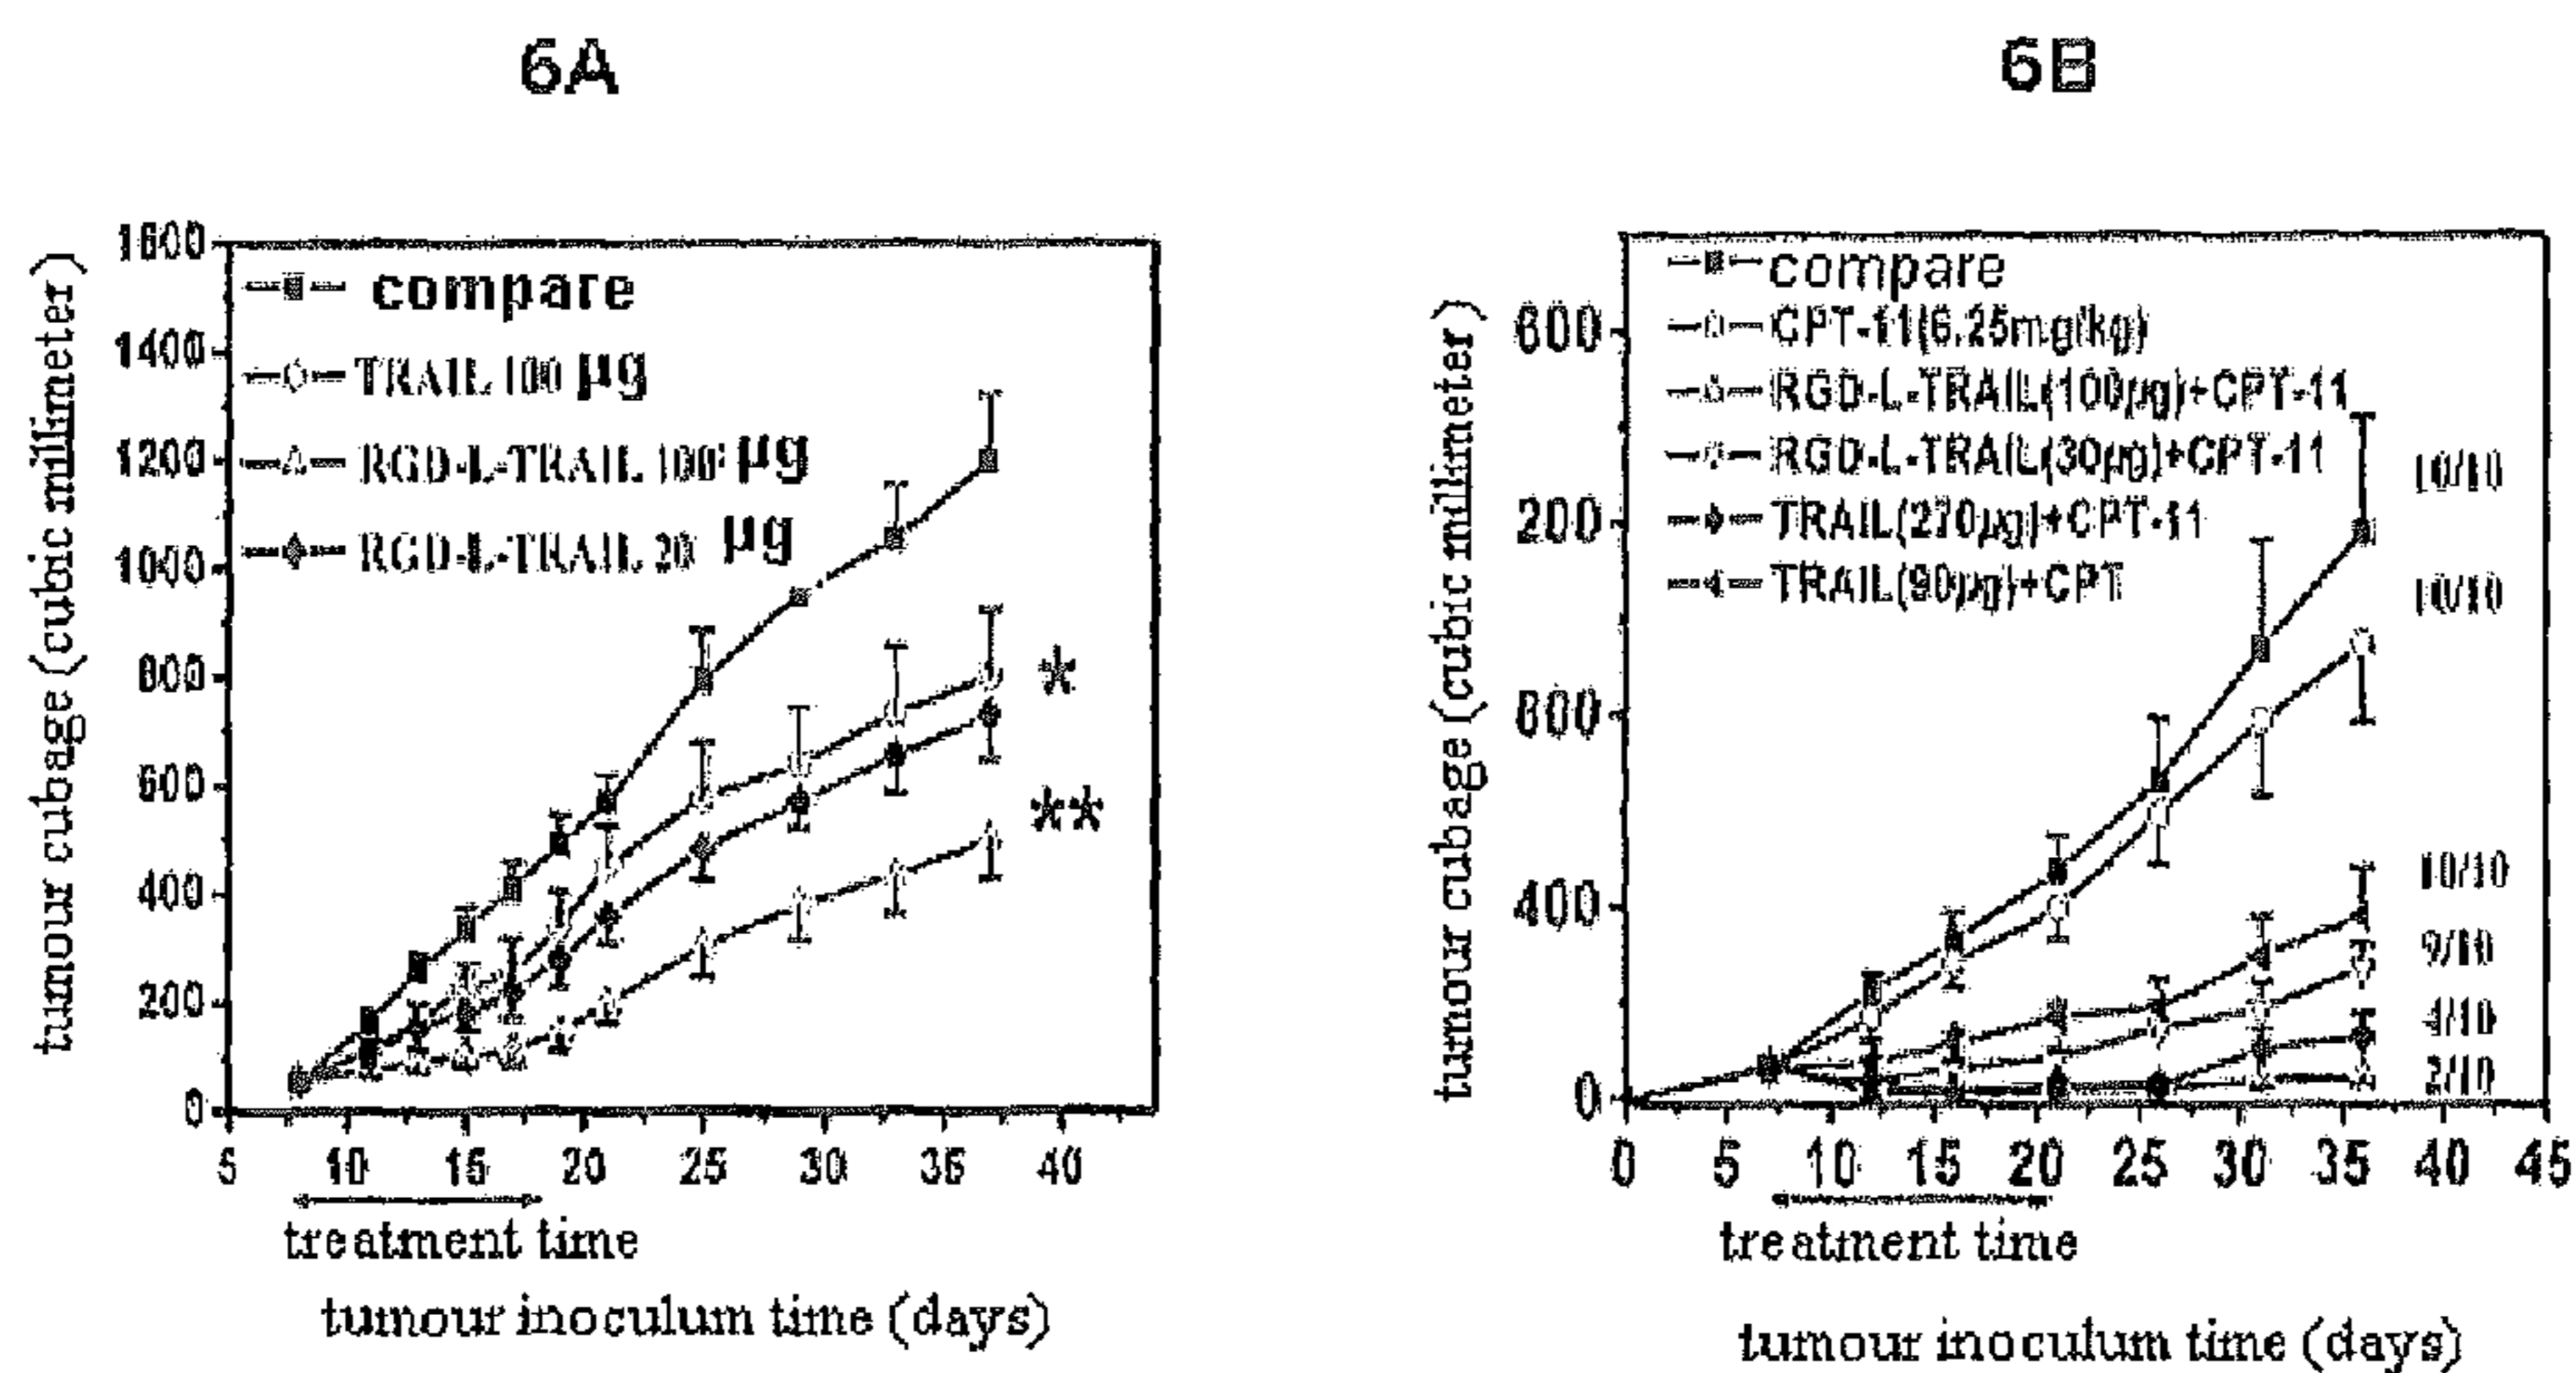 6A
6B
tumour cubage (cubic millimeter)
1600
1400
1200
1000
800
600
400
200
0
compare
TRAIL 100 µg
RGD-L-TRAIL 100 µg
RGD-L-TRAIL 20 µg
*
**
5 10 15 20 25 30 35 40
treatment time
tumour inoculum time (days)
tumour cubage (cubic millimeter)
600
200
800
400
0
compare
CPT-11(6.25mg/kg)
RGD-L-TRAIL(100µg)+CPT-11
RGD-L-TRAIL(30µg)+CPT-11
TRAIL(270µg)+CPT-11
TRAIL(90µg)+CPT
10/10
10/10
10/10
9/10
4/10
2/10
0 5 10 15 20 25 30 35 40 45
treatment time
tumour inoculum time (days)